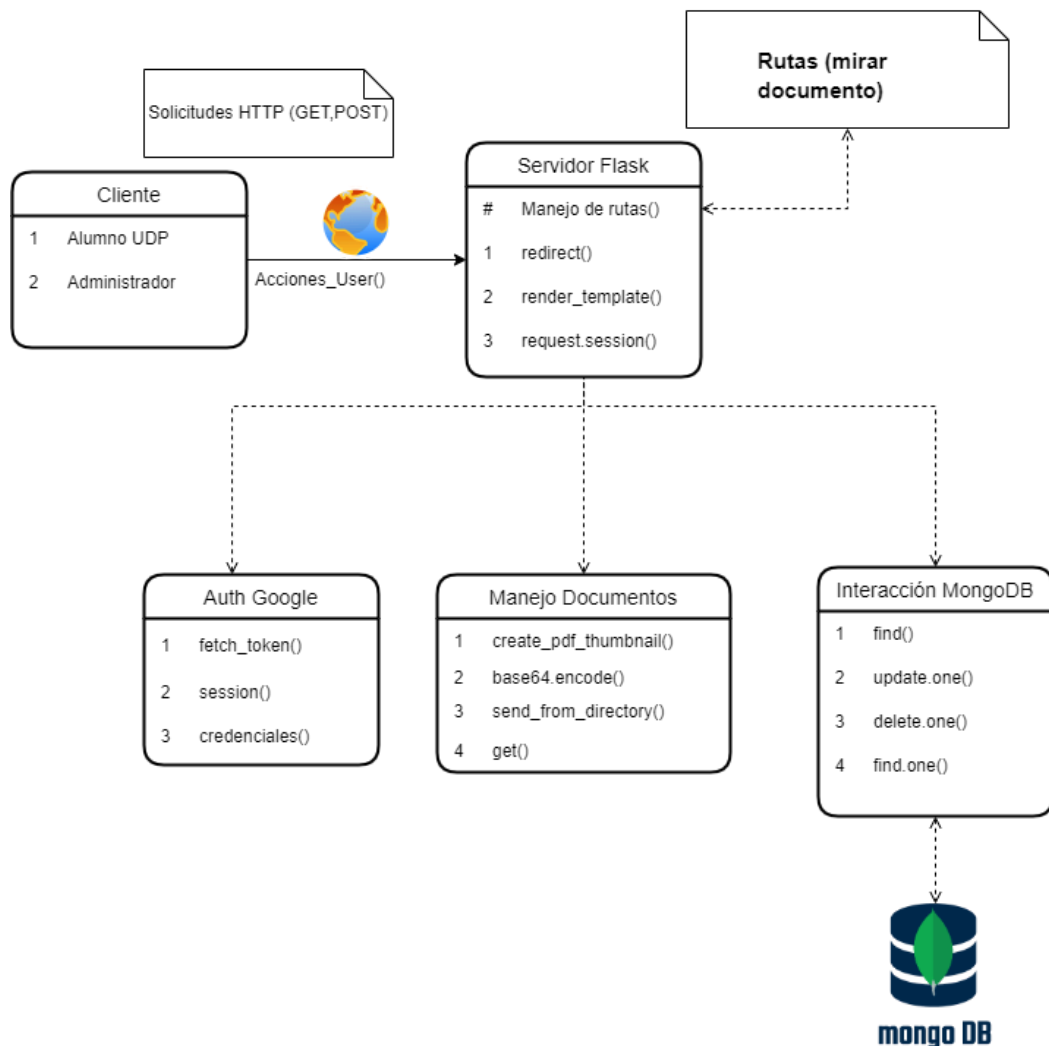 Rutas (mirar
documento)
Solicitudes HTTP (GET,POST)
Cliente
1 Alumno UDP
2 Administrador
Acciones_User()
Servidor Flask
# Manejo de rutas()
1 redirect()
2 render_template()
3 request.session()
Auth Google
1 fetch_token()
2 session()
3 credenciales()
Manejo Documentos
1 create_pdf_thumbnail()
2 base64.encode()
3 send_from_directory()
4 get()
Interacción MongoDB
1 find()
2 update.one()
3 delete.one()
4 find.one()
mongo DB